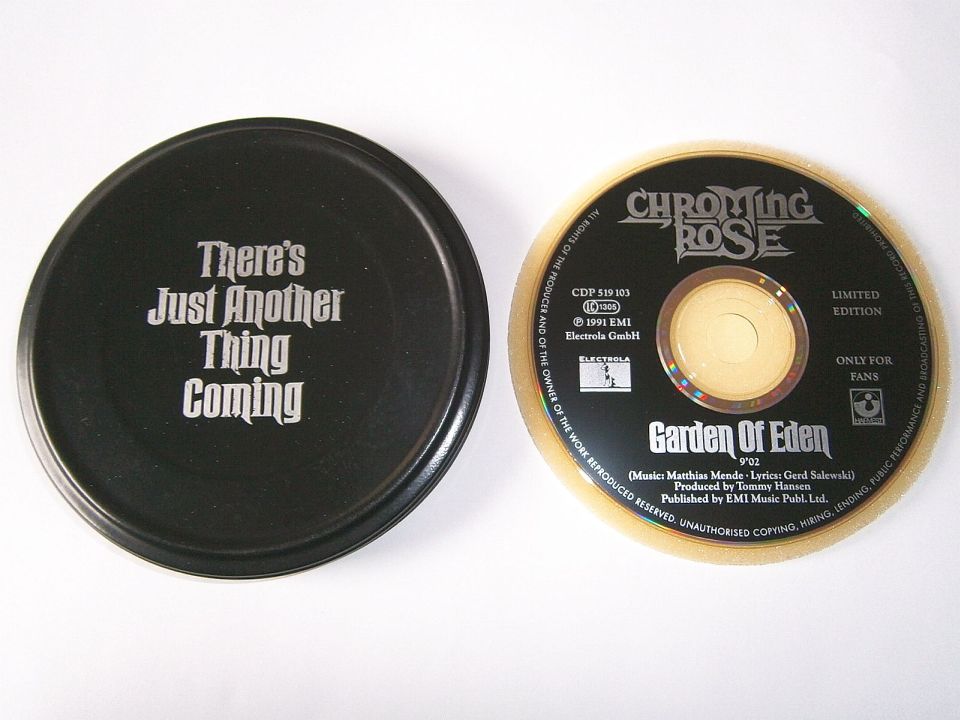 There's
Just Another
Thing
Coming
CHROMING
ROSE
CDP 519 103
LC 1305
℗ 1991 EMI
Electrola GmbH
ELECTROLA
LIMITED
EDITION
ONLY FOR
FANS
HARVEST
Garden Of Eden
9'02
(Music: Matthias Mende · Lyrics: Gerd Salewski)
Produced by Tommy Hansen
Published by EMI Music Publ. Ltd.
ALL RIGHTS OF THE PRODUCER AND OF THE OWNER OF THE WORK REPRODUCED RESERVED. UNAUTHORISED COPYING, HIRING, LENDING, PUBLIC PERFORMANCE AND BROADCASTING OF THIS RECORD PROHIBITED